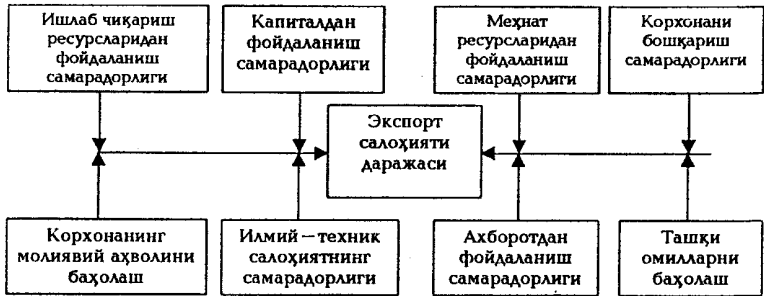 Ишлаб чиқариш
ресурсларидан
фойдаланиш
самарадорлиги
Капиталдан
фойдаланиш
самарадорлиги
Меҳнат
ресурсларидан
фойдаланиш
самарадорлиги
Корхонани
бошқариш
самарадорлиги
Экспорт
салоҳияти
даражаси
Корхонанинг
молиявий аҳволини
баҳолаш
Илмий – техник
салоҳиятнинг
самарадорлиги
Ахборотдан
фойдаланиш
самарадорлиги
Ташқи
омилларни
баҳолаш